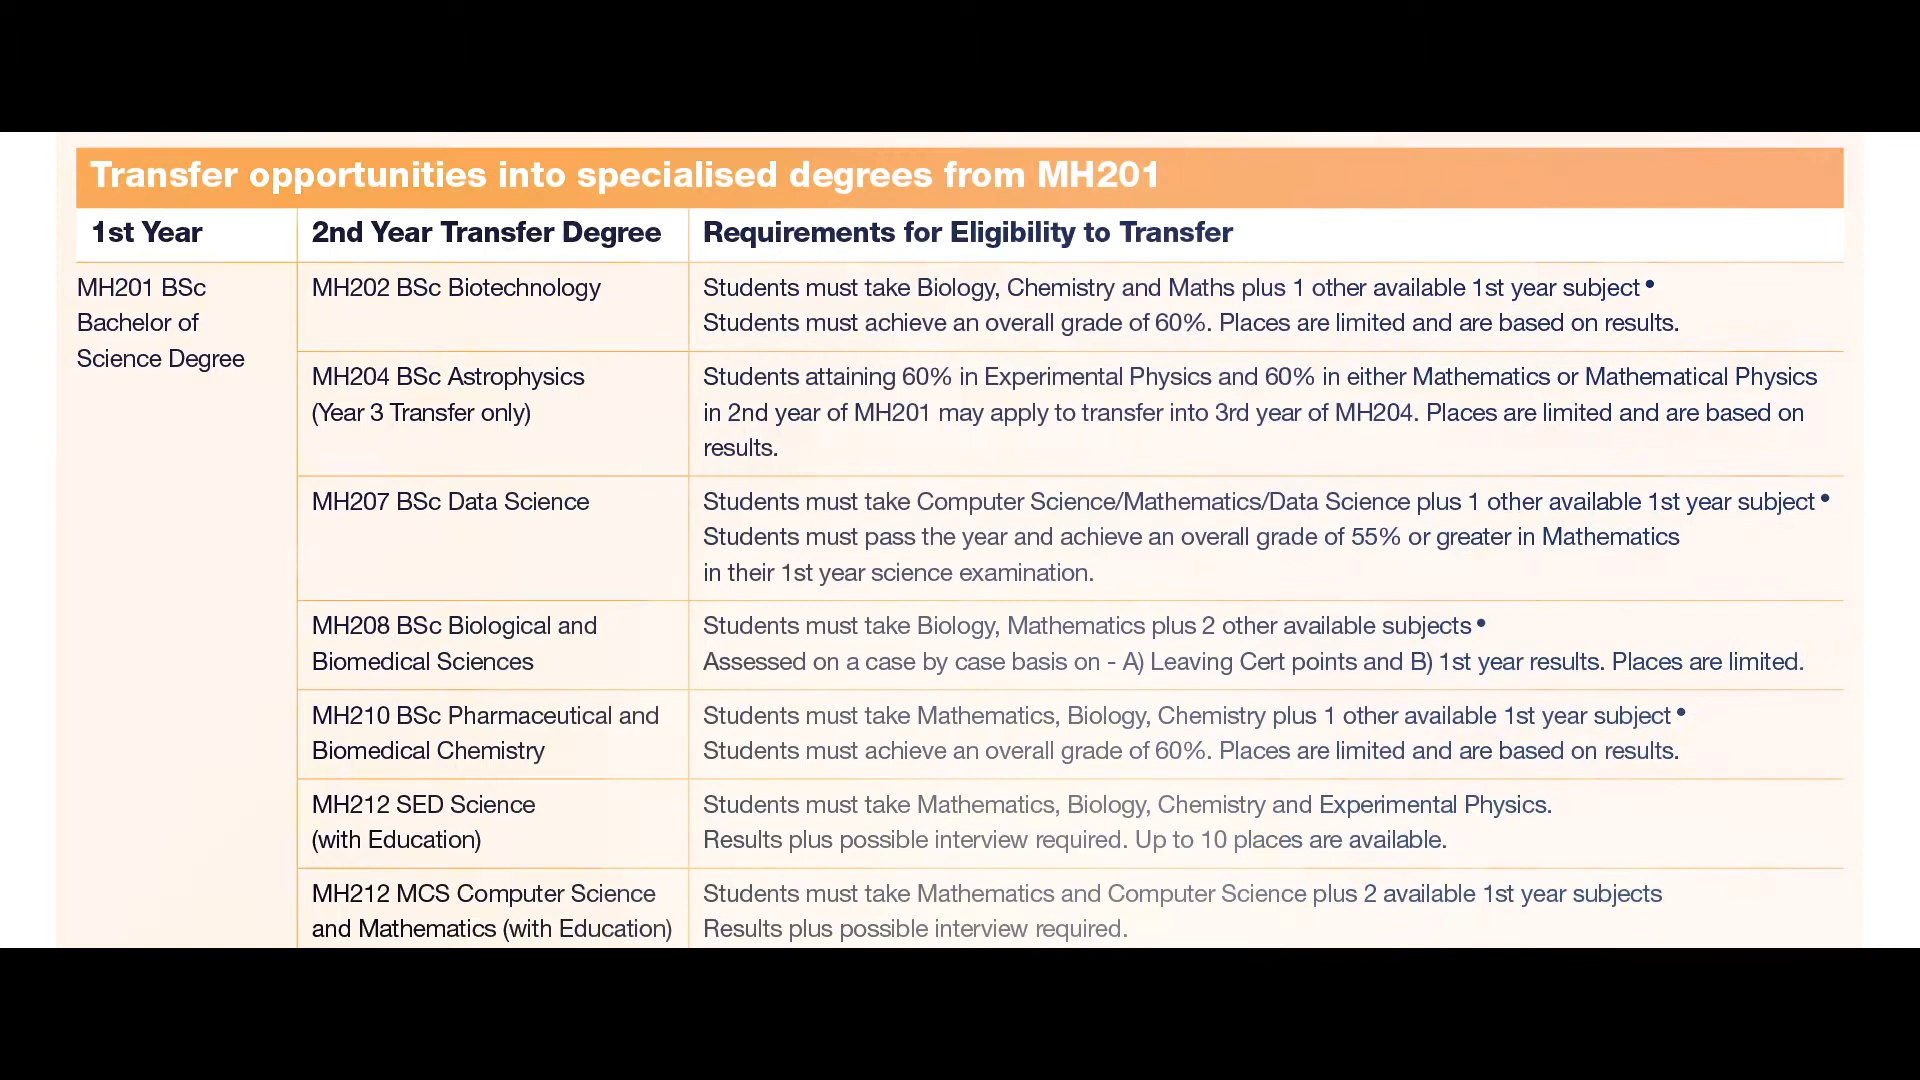 Transfer opportunities into specialised degrees from MH201
1st Year
2nd Year Transfer Degree
Requirements for Eligibility to Transfer
MH201 BSc
Bachelor of
Science Degree
MH202 BSc Biotechnology
Students must take Biology, Chemistry and Maths plus 1 other available 1st year subject •
Students must achieve an overall grade of 60%. Places are limited and are based on results.
MH204 BSc Astrophysics
(Year 3 Transfer only)
Students attaining 60% in Experimental Physics and 60% in either Mathematics or Mathematical Physics
in 2nd year of MH201 may apply to transfer into 3rd year of MH204. Places are limited and are based on
results.
MH207 BSc Data Science
Students must take Computer Science/Mathematics/Data Science plus 1 other available 1st year subject •
Students must pass the year and achieve an overall grade of 55% or greater in Mathematics
in their 1st year science examination.
MH208 BSc Biological and
Biomedical Sciences
Students must take Biology, Mathematics plus 2 other available subjects •
Assessed on a case by case basis on - A) Leaving Cert points and B) 1st year results. Places are limited.
MH210 BSc Pharmaceutical and
Biomedical Chemistry
Students must take Mathematics, Biology, Chemistry plus 1 other available 1st year subject •
Students must achieve an overall grade of 60%. Places are limited and are based on results.
MH212 SED Science
(with Education)
Students must take Mathematics, Biology, Chemistry and Experimental Physics.
Results plus possible interview required. Up to 10 places are available.
MH212 MCS Computer Science
and Mathematics (with Education)
Students must take Mathematics and Computer Science plus 2 available 1st year subjects
Results plus possible interview required.